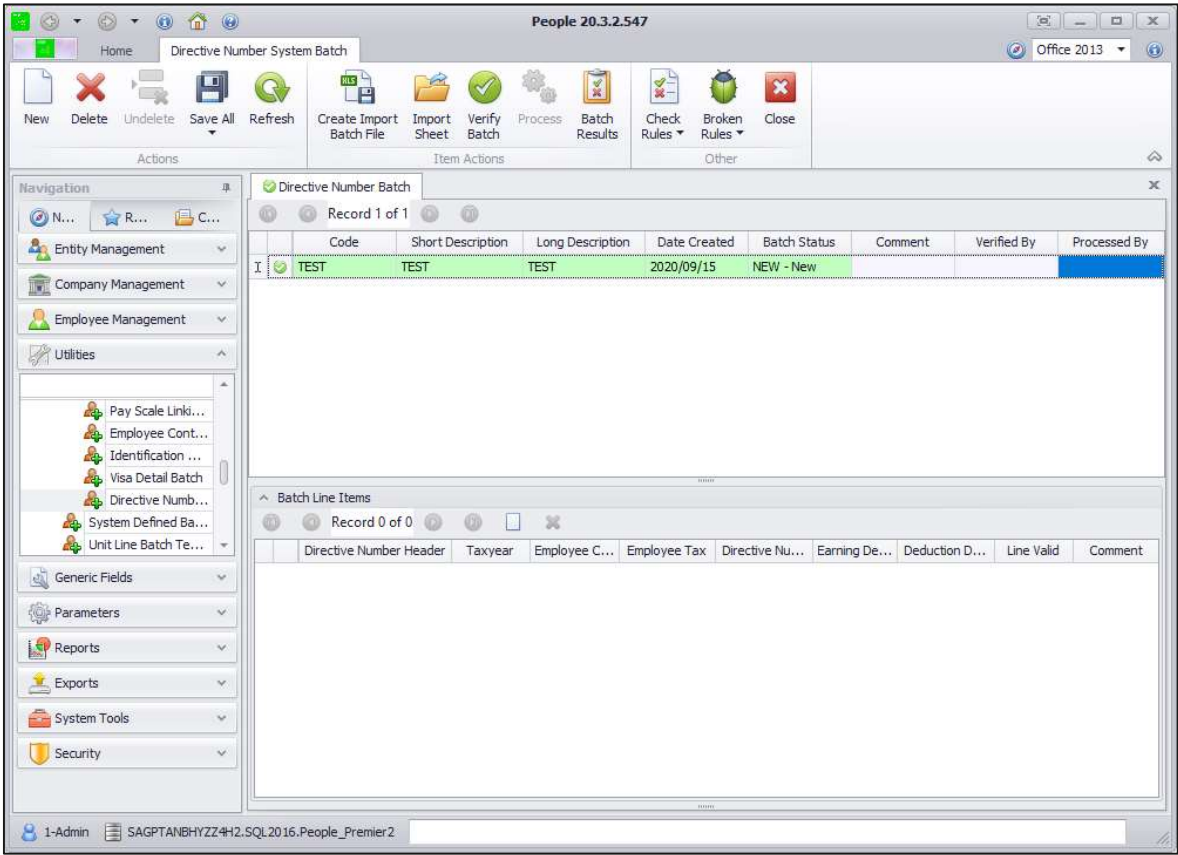 People 20.3.2.547
Home Directive Number System Batch Office 2013
New Delete Undelete Save All Refresh Create Import Batch File Import Sheet Verify Batch Process Batch Results Check Rules Broken Rules Close
Actions Item Actions Other
Navigation
N... R... C...
Entity Management
Company Management
Employee Management
Utilities
Pay Scale Linki...
Employee Cont...
Identification ...
Visa Detail Batch
Directive Numb...
System Defined Ba...
Unit Line Batch Te...
Generic Fields
Parameters
Reports
Exports
System Tools
Security
Directive Number Batch
Record 1 of 1
Code Short Description Long Description Date Created Batch Status Comment Verified By Processed By
TEST TEST TEST 2020/09/15 NEW - New
Batch Line Items
Record 0 of 0
Directive Number Header Taxyear Employee C... Employee Tax Directive Nu... Earning De... Deduction D... Line Valid Comment
1-Admin SAGPTANBHYZZ4H2.SQL2016.People_Premier2